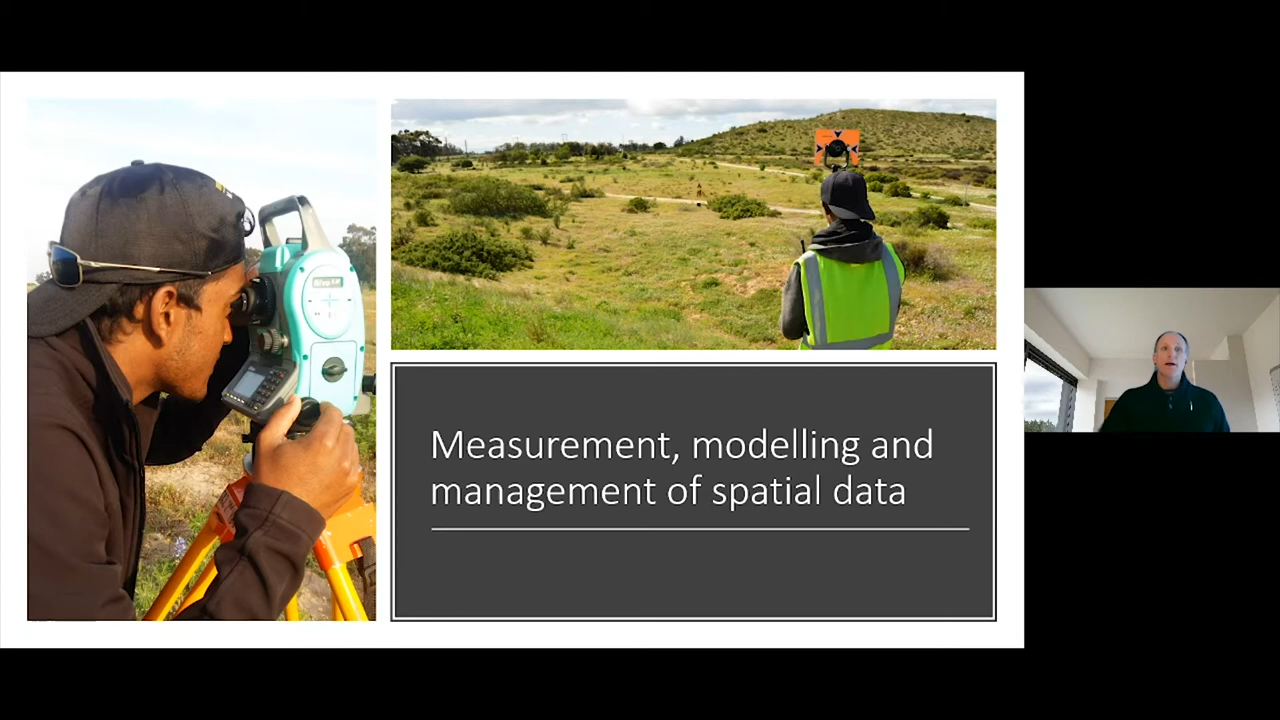 Measurement, modelling and
management of spatial data